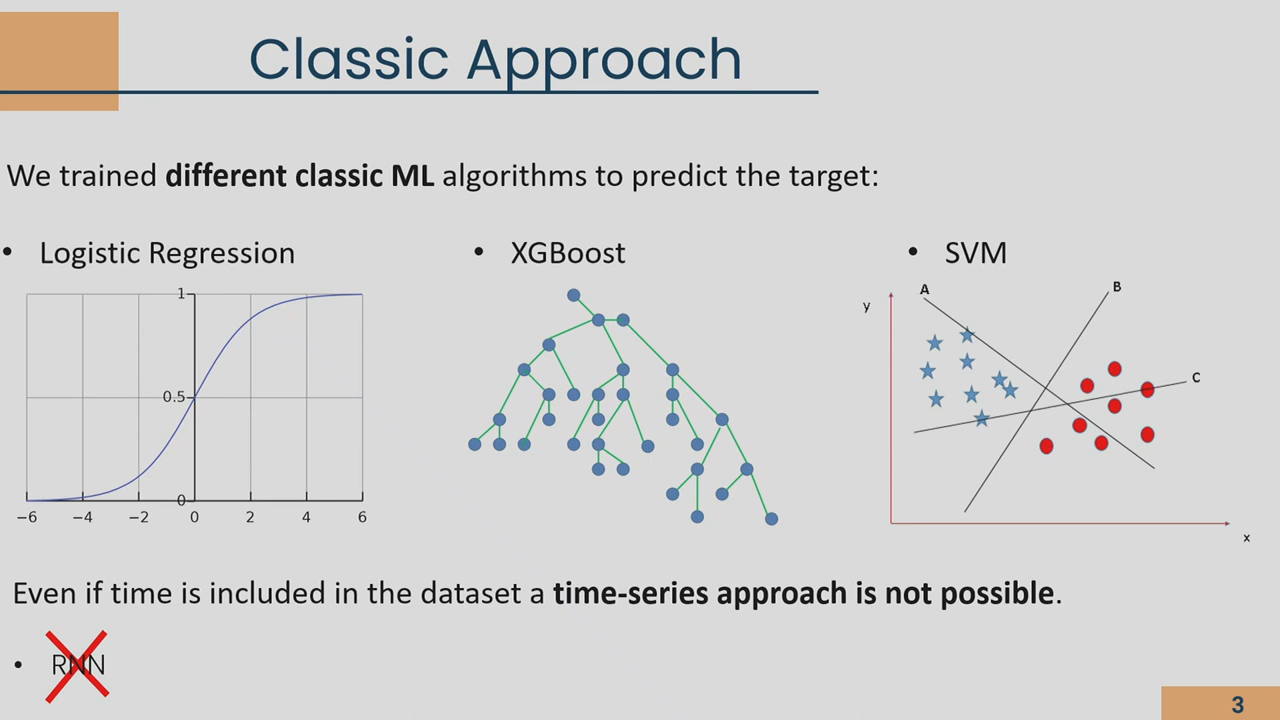 Classic Approach
We trained different classic ML algorithms to predict the target:
• Logistic Regression
• XGBoost
• SVM
1
0.5
0
−6 −4 −2 0 2 4 6
A
B
C
y
x
Even if time is included in the dataset a time-series approach is not possible.
• RNN
3